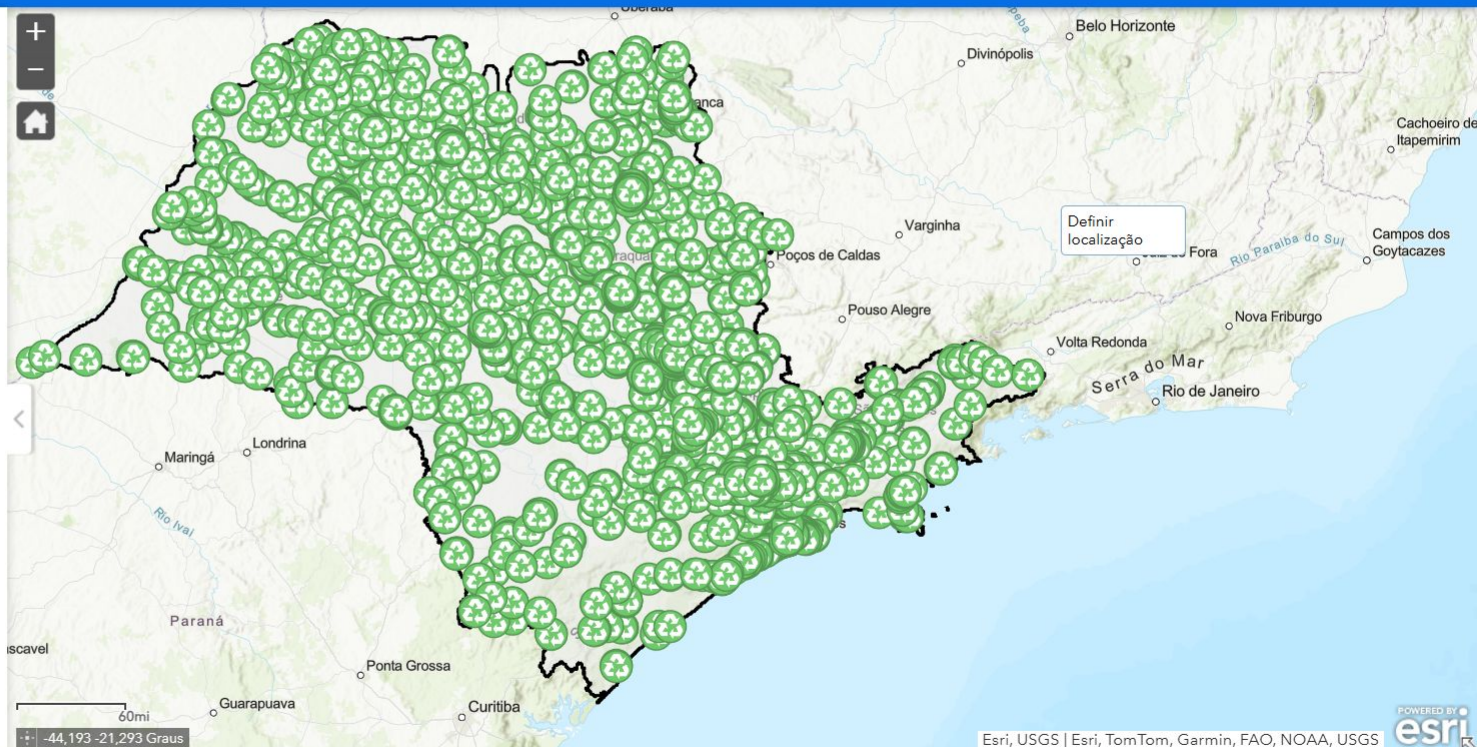 Uberaba
+
−
Belo Horizonte
Divinópolis
anca
Cachoeiro de
Itapemirim
Definir
localização
Varginha
Campos dos
Goytacazes
Rio Paraíba do Sul
Poços de Caldas
Pouso Alegre
Nova Friburgo
Volta Redonda
Serra do Mar
Rio de Janeiro
Londrina
Maringá
Rio Ivaí
Paraná
ascavel
Ponta Grossa
Guarapuava
Curitiba
60mi
-44,193 -21,293 Graus
POWERED BY
esri
Esri, USGS | Esri, TomTom, Garmin, FAO, NOAA, USGS